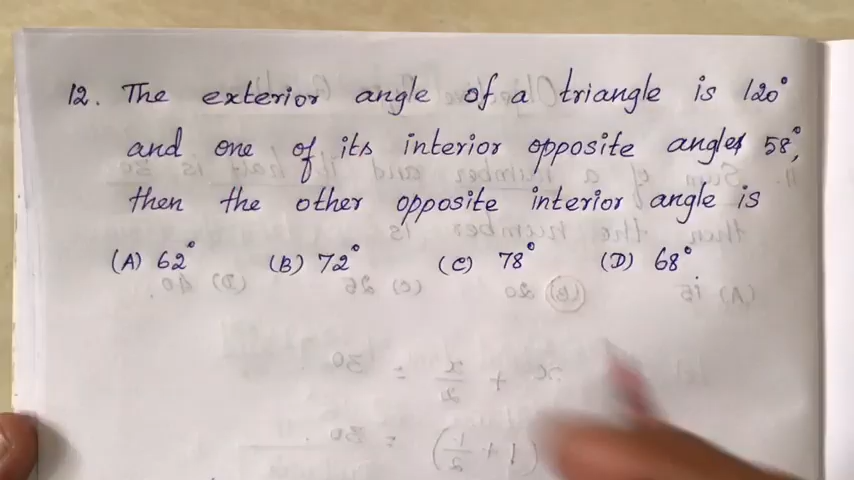 12. The exterior angle of a triangle is 120°
and one of its interior opposite angles 58°,
then the other opposite interior angle is
(A) 62° (B) 72° (C) 78° (D) 68°.